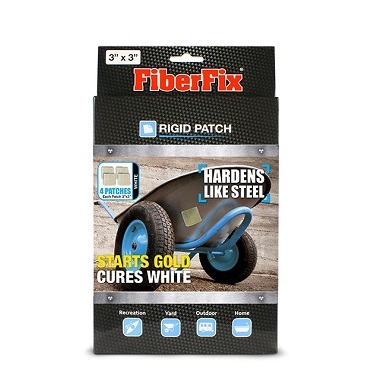 3" x 3"
FiberFix
RIGID PATCH
4 PATCHES
Each Patch 3"x3"
WHITE
HARDENS
LIKE STEEL
STARTS GOLD
CURES WHITE
Recreation
Yard
Outdoor
Home